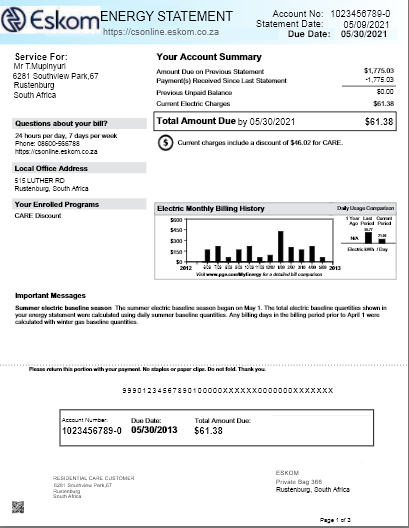 Eskom ENERGY STATEMENT
https://csonline.eskom.co.za
Account No: 1023456789-0
Statement Date: 05/09/2021
Due Date: 05/30/2021
Service For:
Mr T.Mupinyuri
6281 Southview Park,67
Rustenburg
South Africa
Questions about your bill?
24 hours per day, 7 days per week
Phone: 08600-566788
https://csonline.eskom.co.za
Local Office Address
515 LUTHER RD
Rustenburg, South Africa
Your Enrolled Programs
CARE Discount
Your Account Summary
Amount Due on Previous Statement $1,775.03
Payment(s) Received Since Last Statement -1,775.03
Previous Unpaid Balance $0.00
Current Electric Charges $61.38
Total Amount Due by 05/30/2021 $61.38
$ Current charges include a discount of $46.02 for CARE.
Electric Monthly Billing History
$600
$450
$300
$150
$0
2012
2013
Visit www.pge.com/MyEnergy for a detailed bill comparison
Daily Usage Comparison
1 Year Ago
Last Period
Current Period
N/A
Electric kWh / Day
Important Messages
Summer electric baseline season The summer electric baseline season began on May 1. The total electric baseline quantities shown in
your energy statement were calculated using daily summer baseline quantities. Any billing days in the billing period prior to April 1 were
calculated with winter gas baseline quantities.
Please return this portion with your payment. No staples or paper clips. Do not fold. Thank you.
Account Number:
1023456789-0
Due Date:
05/30/2013
Total Amount Due:
$61.38
RESIDENTIAL CARE CUSTOMER
6281 Southview Park,67
Rustenburg
South Africa
ESKOM
Private Bag 366
Rustenburg, South Africa
Page 1 of 2